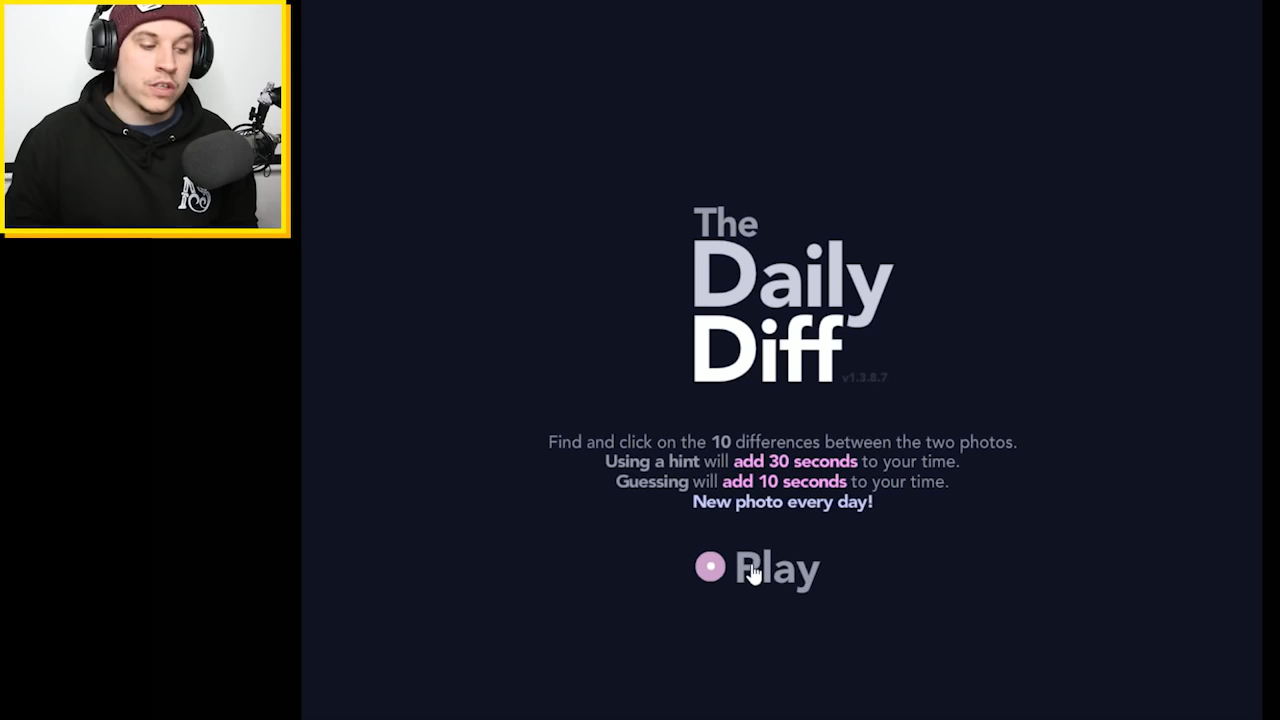 The
Daily
Diff
v1.3.8.7
Find and click on the 10 differences between the two photos.
Using a hint will add 30 seconds to your time.
Guessing will add 10 seconds to your time.
New photo every day!
Play